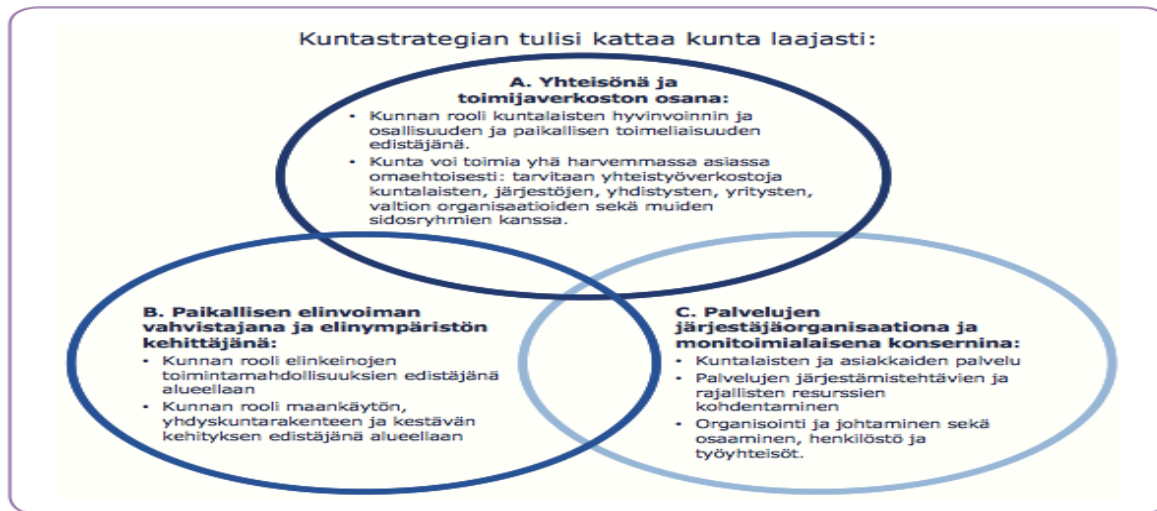 Kuntastrategian tulisi kattaa kunta laajasti:
A. Yhteisönä ja
toimijaverkoston osana:
• Kunnan rooli kuntalaisten hyvinvoinnin ja
osallisuuden ja paikallisen toimeliaisuuden
edistäjänä.
• Kunta voi toimia yhä harvemmassa asiassa
omaehtoisesti: tarvitaan yhteistyöverkostoja
kuntalaisten, järjestöjen, yhdistysten, yritysten,
valtion organisaatioiden sekä muiden
sidosryhmien kanssa.
B. Paikallisen elinvoiman
vahvistajana ja elinympäristön
kehittäjänä:
• Kunnan rooli elinkeinojen
toimintamahdollisuuksien edistäjänä
alueellaan
• Kunnan rooli maankäytön,
yhdyskuntarakenteen ja kestävän
kehityksen edistäjänä alueellaan
C. Palvelujen
järjestäjäorganisaationa ja
monitoimialaisena konsernina:
• Kuntalaisten ja asiakkaiden palvelu
• Palvelujen järjestämistehtävien ja
rajallisten resurssien
kohdentaminen
• Organisointi ja johtaminen sekä
osaaminen, henkilöstö ja
työyhteisöt.